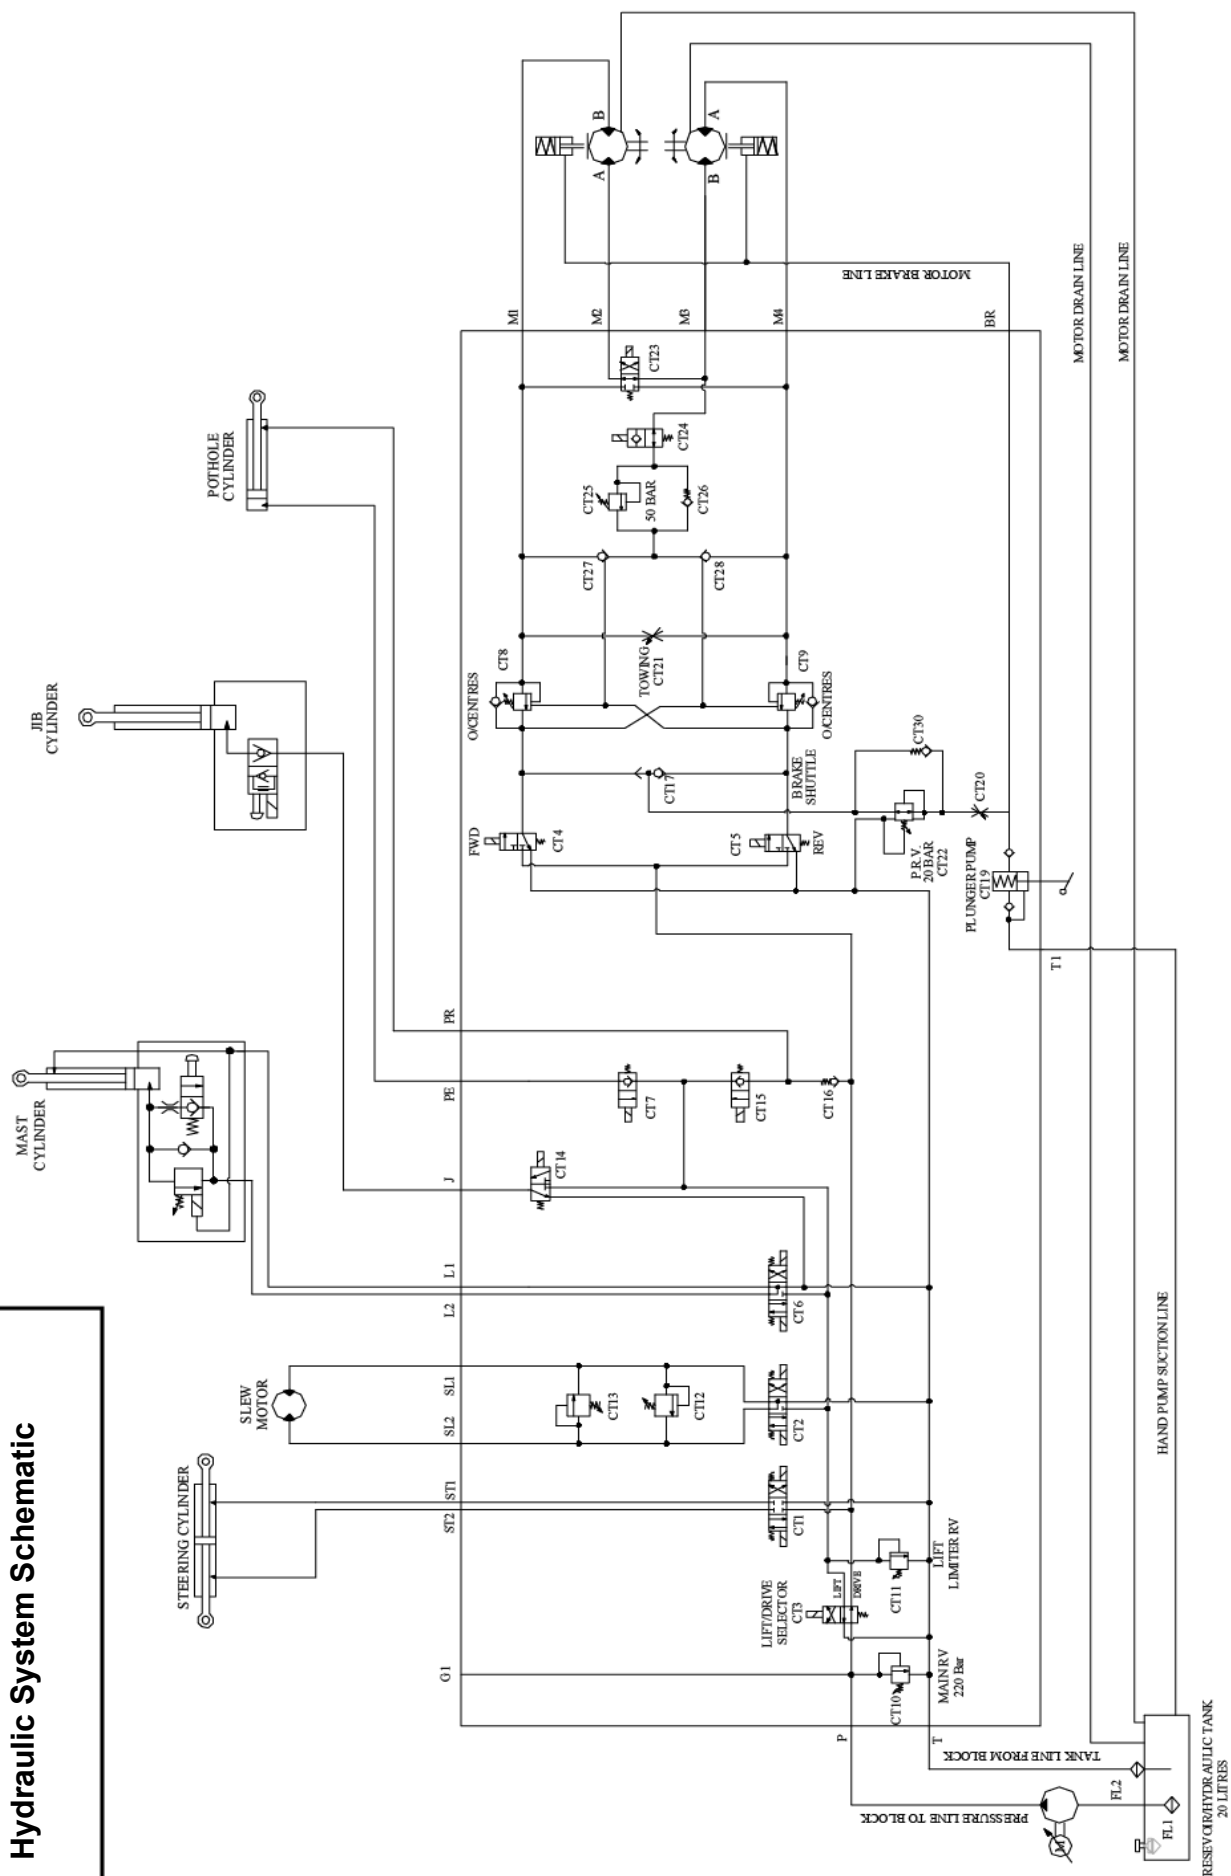 Hydraulic System Schematic
STEERING CYLINDER
SLEW
MOTOR
MAST
CYLINDER
JIB
CYLINDER
POTHOLE
CYLINDER
G1
ST2
ST1
SL2
SL1
L2
L1
J
PE
PR
M1
M2
M3
M4
BR
B
A
A
B
MOTOR BRAKE LINE
MOTOR DRAIN LINE
MOTOR DRAIN LINE
CT13
CT12
CT14
CT7
CT15
CT16
FWD
CT4
CT5
REV
O/CENTRES
CT8
TOWING
CT21
CT9
O/CENTRES
CT17
BRAKE
SHUTTLE
CT27
CT28
CT25
50 BAR
CT26
CT24
CT23
CT30
CT20
P.R.V.
20 BAR
CT22
PLUNGER PUMP
CT19
T1
LIFT/DRIVE
SELECTOR
CT3
LIFT
DRIVE
CT1
CT2
CT6
CT10
MAIN RV
220 Bar
CT11
LIFT
LIMITER RV
P
T
PRESSURE LINE TO BLOCK
TANK LINE FROM BLOCK
HAND PUMP SUCTION LINE
M
FL1
FL2
RESEVOIR/HYDRAULIC TANK
20 LITRES